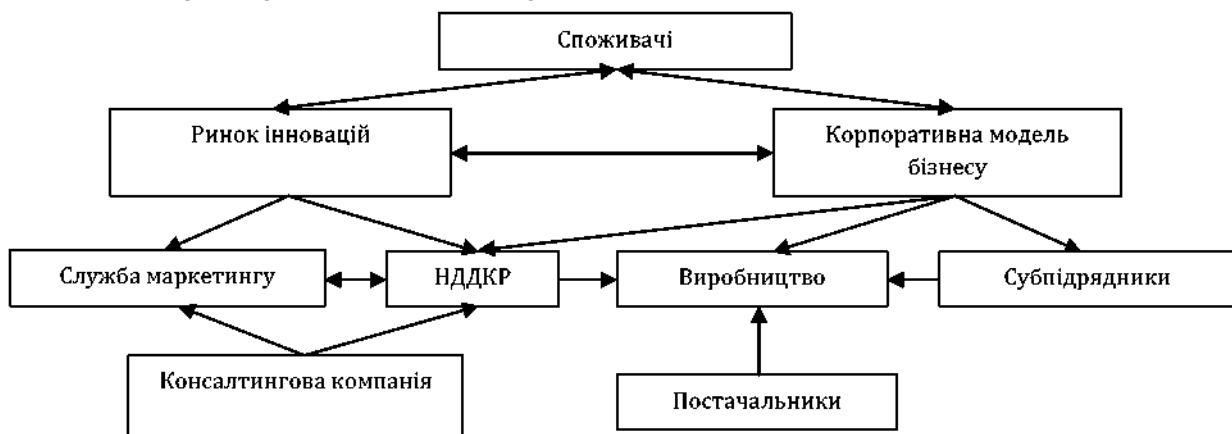 Споживачі
Ринок інновацій
Корпоративна модель
бізнесу
Служба маркетингу
НДДКР
Виробництво
Субпідрядники
Консалтингова компанія
Постачальники